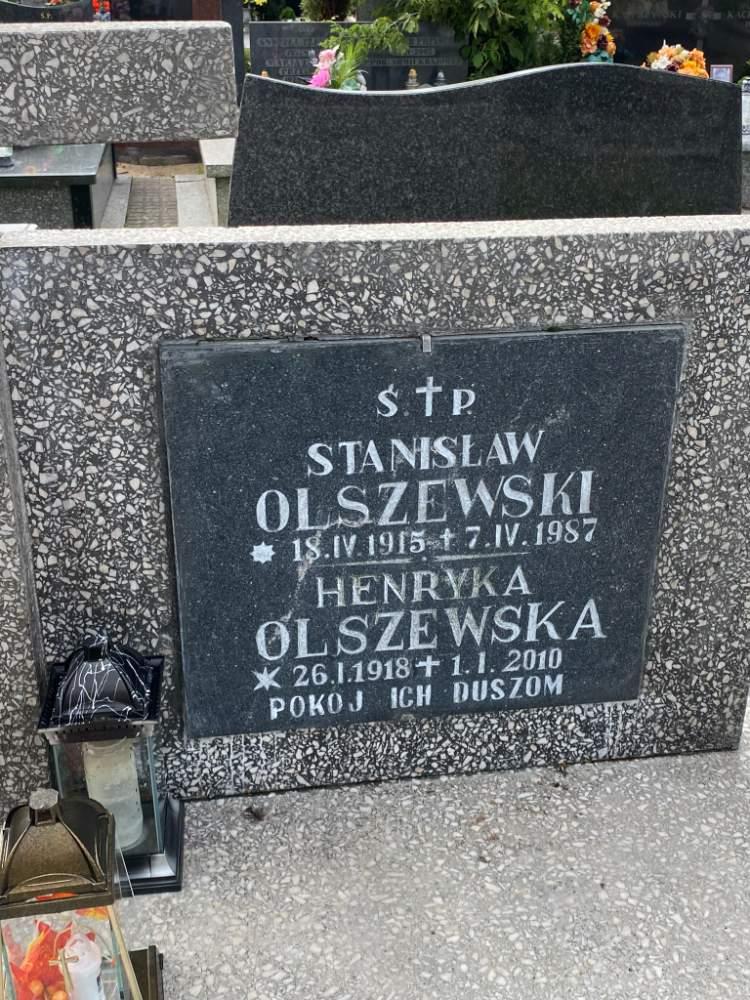 Ś.†P.
STANISŁAW
OLSZEWSKI
* 18.IV.1915 † 7.IV.1987
HENRYKA
OLSZEWSKA
* 26.I.1918 † 1.I.2010
POKOJ ICH DUSZOM